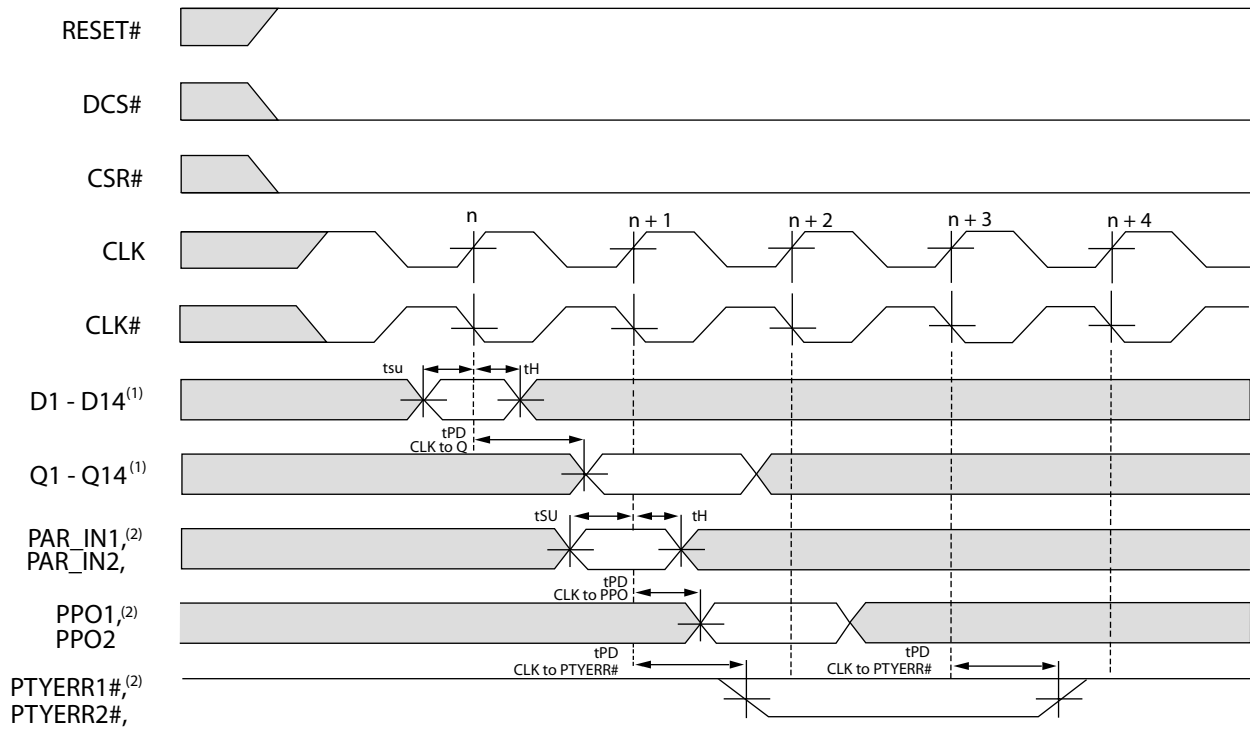 RESET#
DCS#
CSR#
n
n + 1
n + 2
n + 3
n + 4
CLK
CLK#
tsu
tH
D1 - D14(1)
tPD
CLK to Q
Q1 - Q14(1)
tSU
tH
PAR_IN1,(2)
PAR_IN2,
tPD
CLK to PPO
PPO1,(2)
PPO2
tPD
CLK to PTYERR#
tPD
CLK to PTYERR#
PTYERR1#,(2)
PTYERR2#,